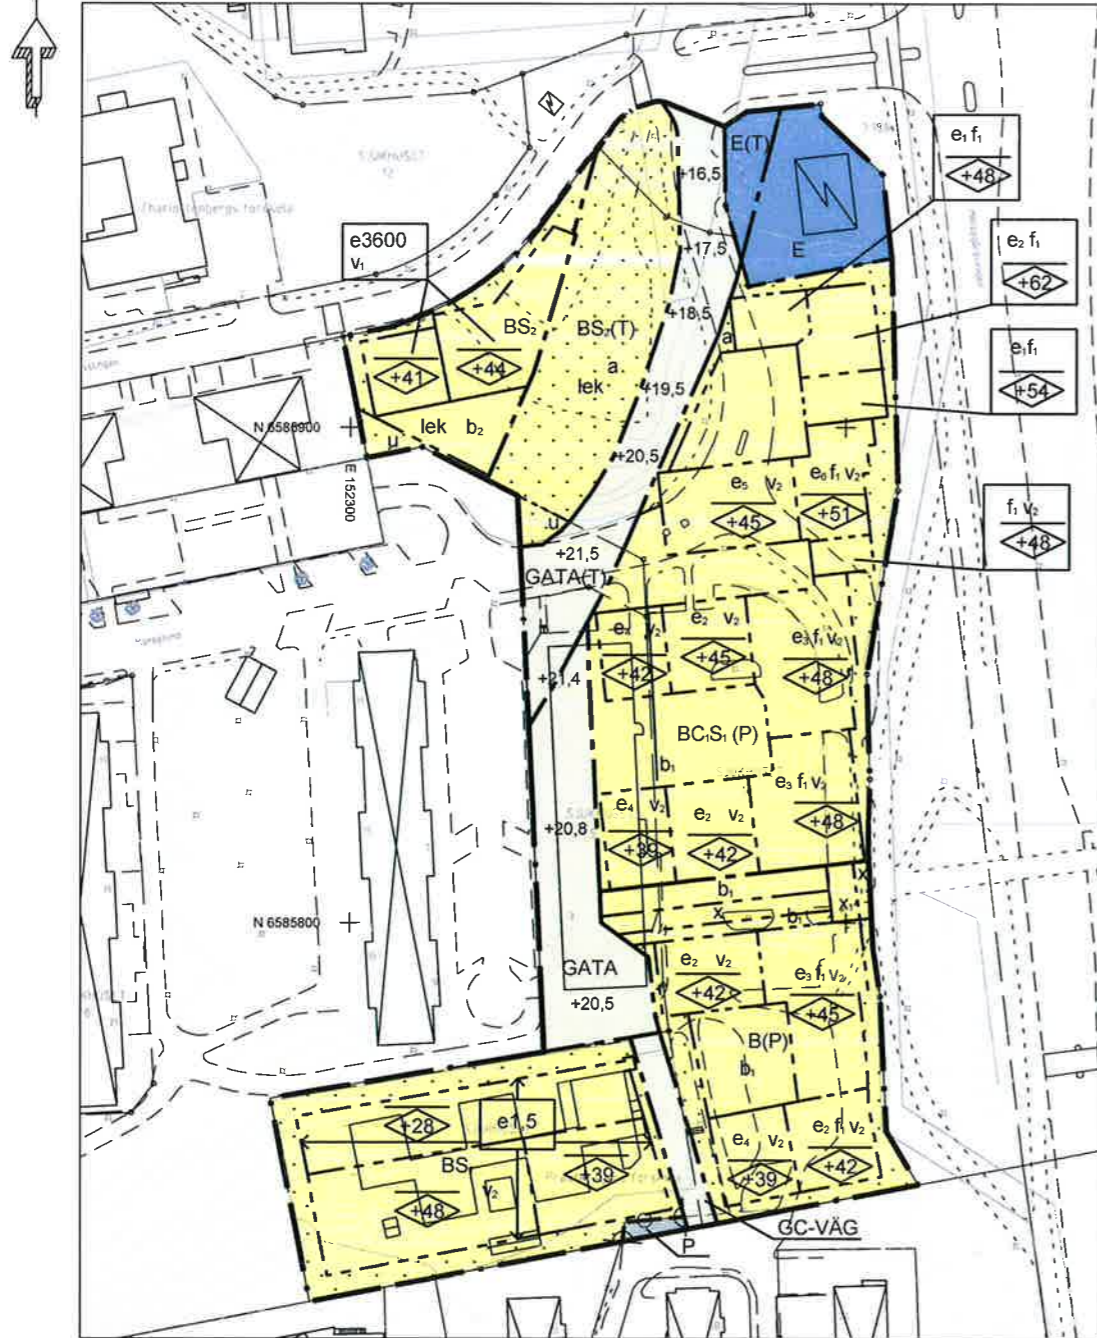 e₁ f₁
+48
E(T)
+16,5
e₂ f₁
+62
e3600
v₁
+17,5
E
+18,5
BS₂
BS₂(T)
a
e₁f₁
+54
+41
+44
a
lek
+19,5
N 6586900
lek b₂
u
+20,5
E 152300
e₅ v₂
+45
e₆ f₁ v₂
+51
f₁ v₂
+48
u
+21,5
GATA(T)
v₂
+42
e₂ v₂
+45
e₃ f₁ v₂
+48
+21,4
BC₁S₁ (P)
b₁
e₄ v₂
+39
e₂ v₂
+42
e₃ f₁ v₂
+48
+20,8
b₁
x
x₁
b₁
x₁
N 6585800
GATA
+20,5
e₂ v₂
+42
e₃ f₁ v₂
+45
B(P)
b₁
+28
e1,5
BS
v₂
+48
+39
e₄ v₂
+39
e₂ f₁ v₂
+42
GC-VÄG
P